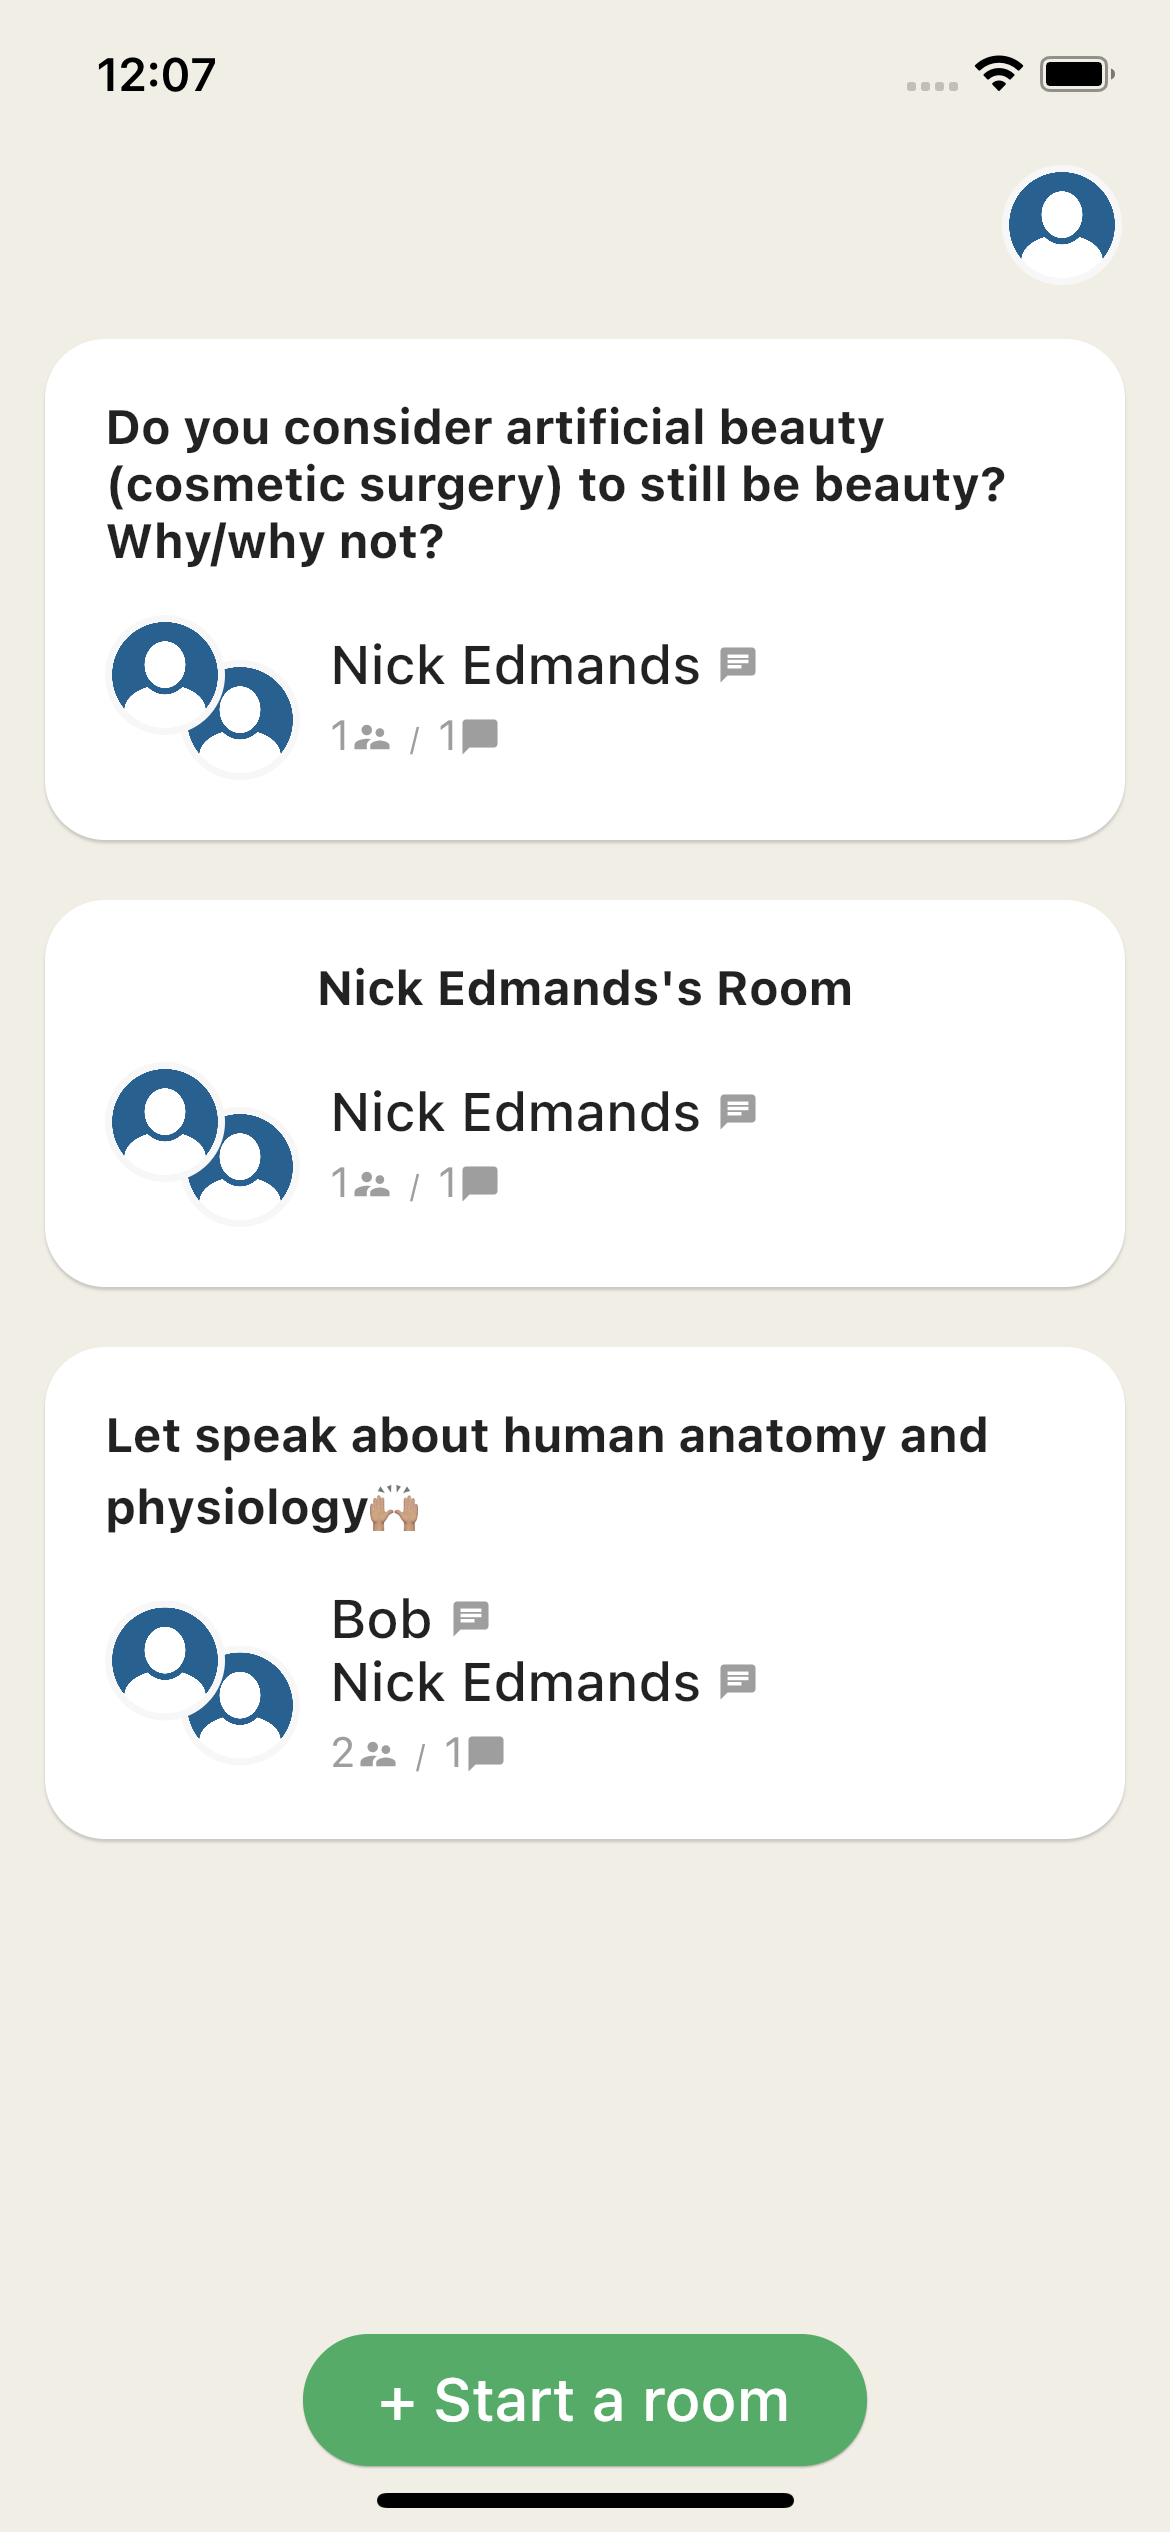 12:07
Do you consider artificial beauty
(cosmetic surgery) to still be beauty?
Why/why not?
Nick Edmands
1 / 1
Nick Edmands's Room
Nick Edmands
1 / 1
Let speak about human anatomy and
physiology🙌🏼
Bob
Nick Edmands
2 / 1
+ Start a room